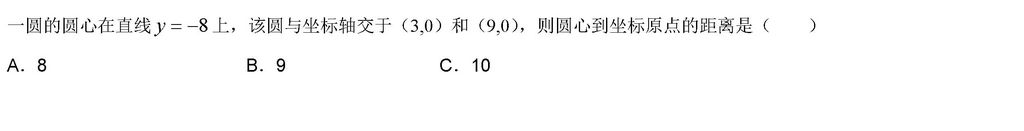 一圆的圆心在直线 y = −8 上，该圆与坐标轴交于（3,0）和（9,0），则圆心到坐标原点的距离是（ ）
A．8 B．9 C．10